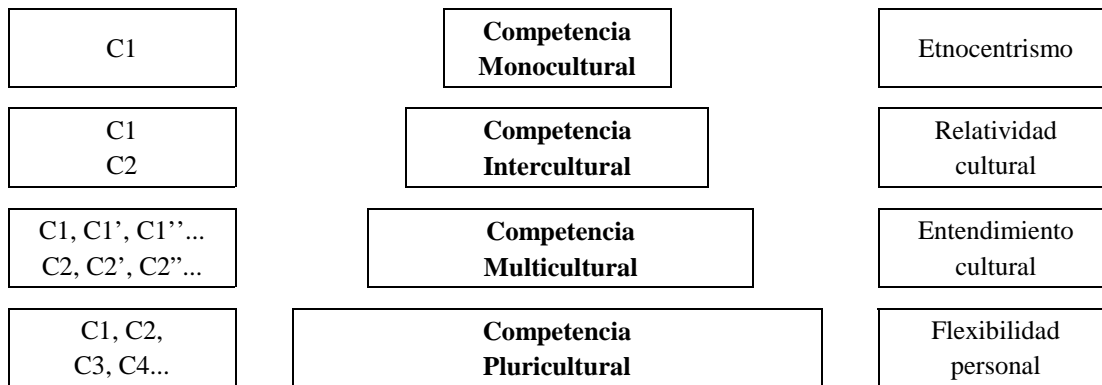 C1
Competencia
Monocultural
Etnocentrismo
C1
C2
Competencia
Intercultural
Relatividad
cultural
C1, C1’, C1’’...
C2, C2’, C2”...
Competencia
Multicultural
Entendimiento
cultural
C1, C2,
C3, C4...
Competencia
Pluricultural
Flexibilidad
personal